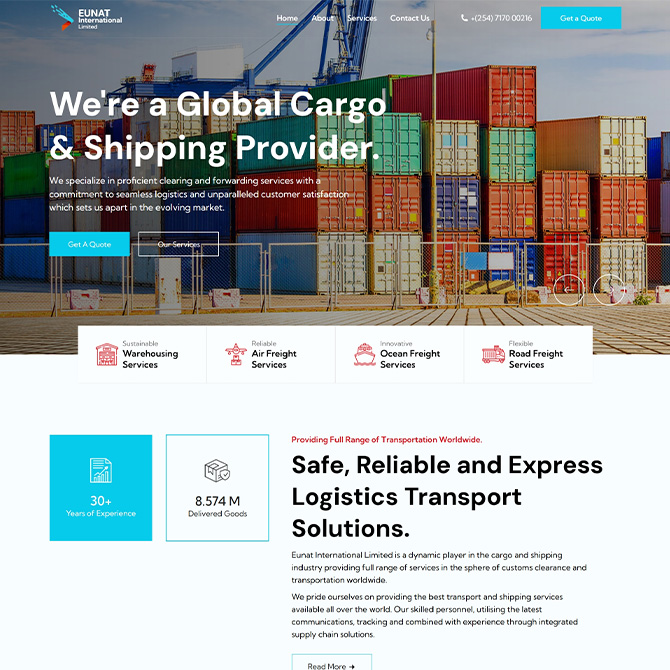 EUNAT
International
Limited
Home About Services Contact Us
+(254) 7170 00216
Get a Quote
We're a Global Cargo
& Shipping Provider.
We specialize in proficient clearing and forwarding services with a
commitment to seamless logistics and unparalleled customer satisfaction
which sets us apart in the evolving market.
Get A Quote
Our Services
Sustainable
Warehousing
Services
Reliable
Air Freight
Services
Innovative
Ocean Freight
Services
Flexible
Road Freight
Services
30+
Years of Experience
8.574 M
Delivered Goods
Providing Full Range of Transportation Worldwide.
Safe, Reliable and Express
Logistics Transport
Solutions.
Eunat International Limited is a dynamic player in the cargo and shipping
industry providing full range of services in the sphere of customs clearance and
transportation worldwide.
We pride ourselves on providing the best transport and shipping services
available all over the world. Our skilled personnel, utilising the latest
communications, tracking and combined with experience through integrated
supply chain solutions.
Read More